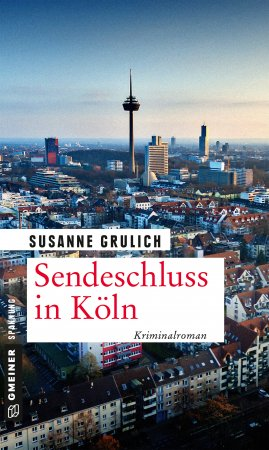 SUSANNE GRULICH
Sendeschluss
in Köln
Kriminalroman
GMEINER SPANNUNG